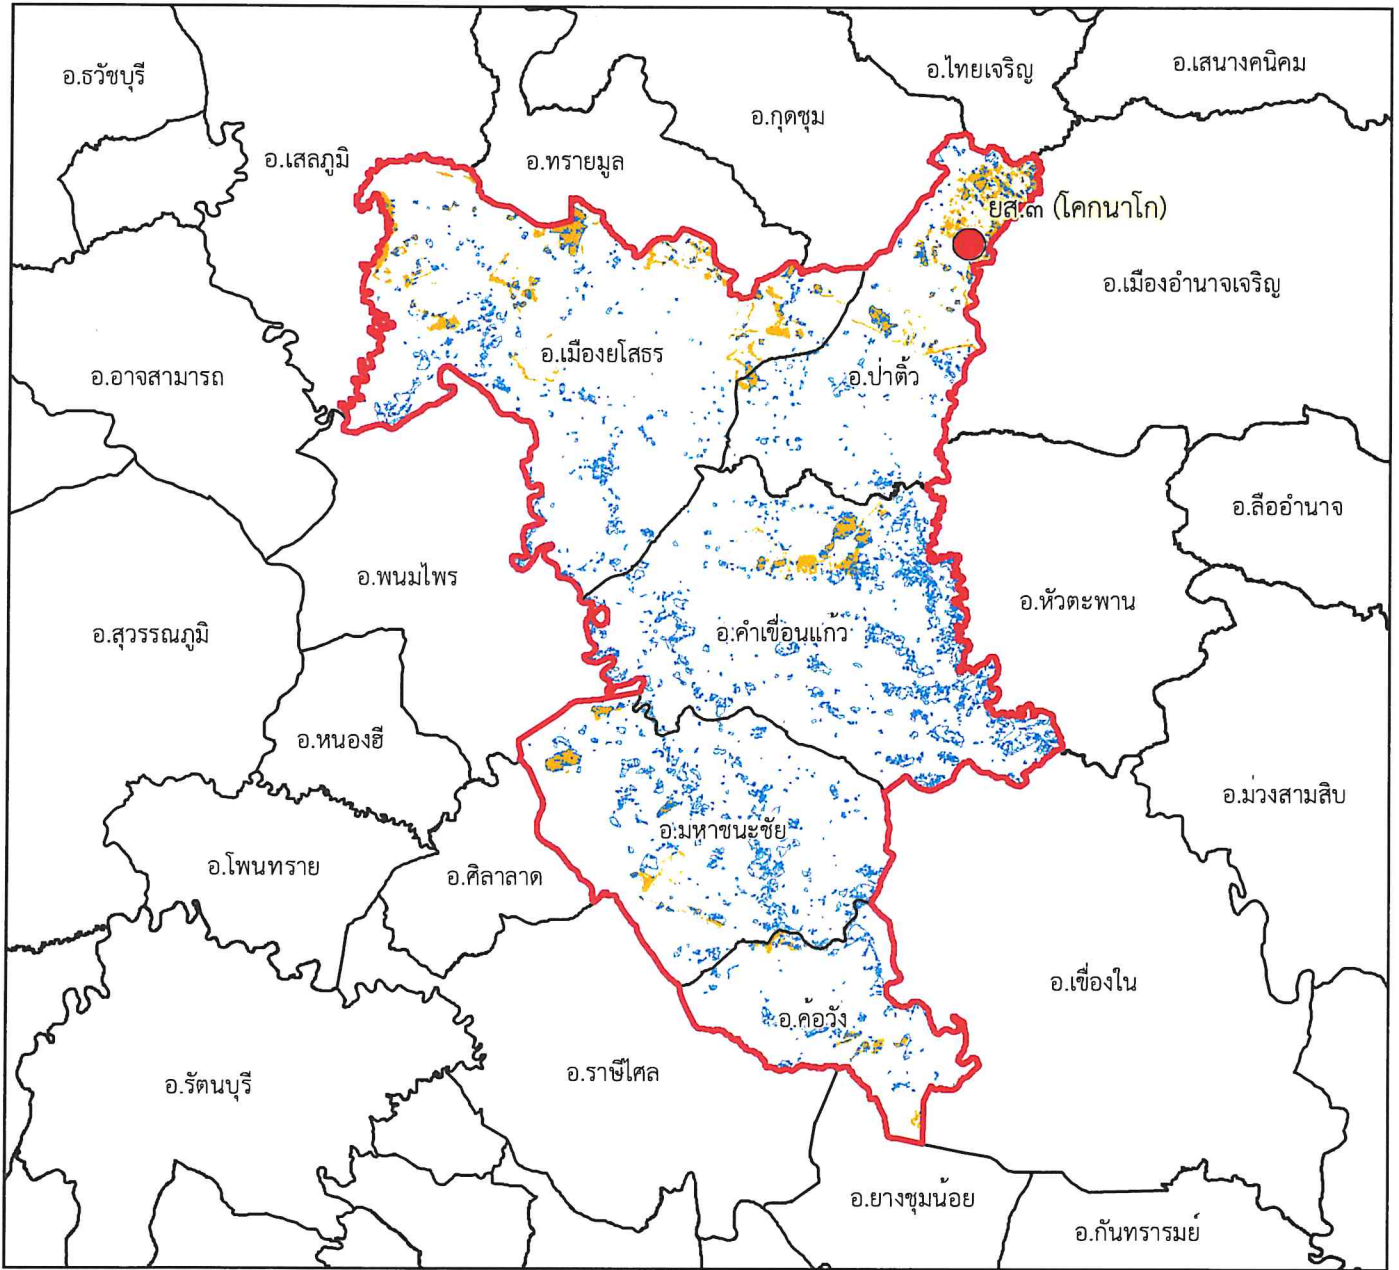 อ.ธวัชบุรี
อ.ไทยเจริญ
อ.เสนางคนิคม
อ.กุดชุม
อ.เสลภูมิ
อ.ทรายมูล
ยส.๓ (โคกนาโก)
อ.เมืองอำนาจเจริญ
อ.เมืองยโสธร
อ.อาจสามารถ
อ.ป่าติ้ว
อ.ลืออำนาจ
อ.พนมไพร
อ.หัวตะพาน
อ.สุวรรณภูมิ
อ.คำเขื่อนแก้ว
อ.หนองฮี
อ.ม่วงสามสิบ
อ.มหาชนะชัย
อ.โพนทราย
อ.ศิลาลาด
อ.เขื่องใน
อ.ค้อวัง
อ.ราษีไศล
อ.รัตนบุรี
อ.ยางชุมน้อย
อ.กันทรารมย์